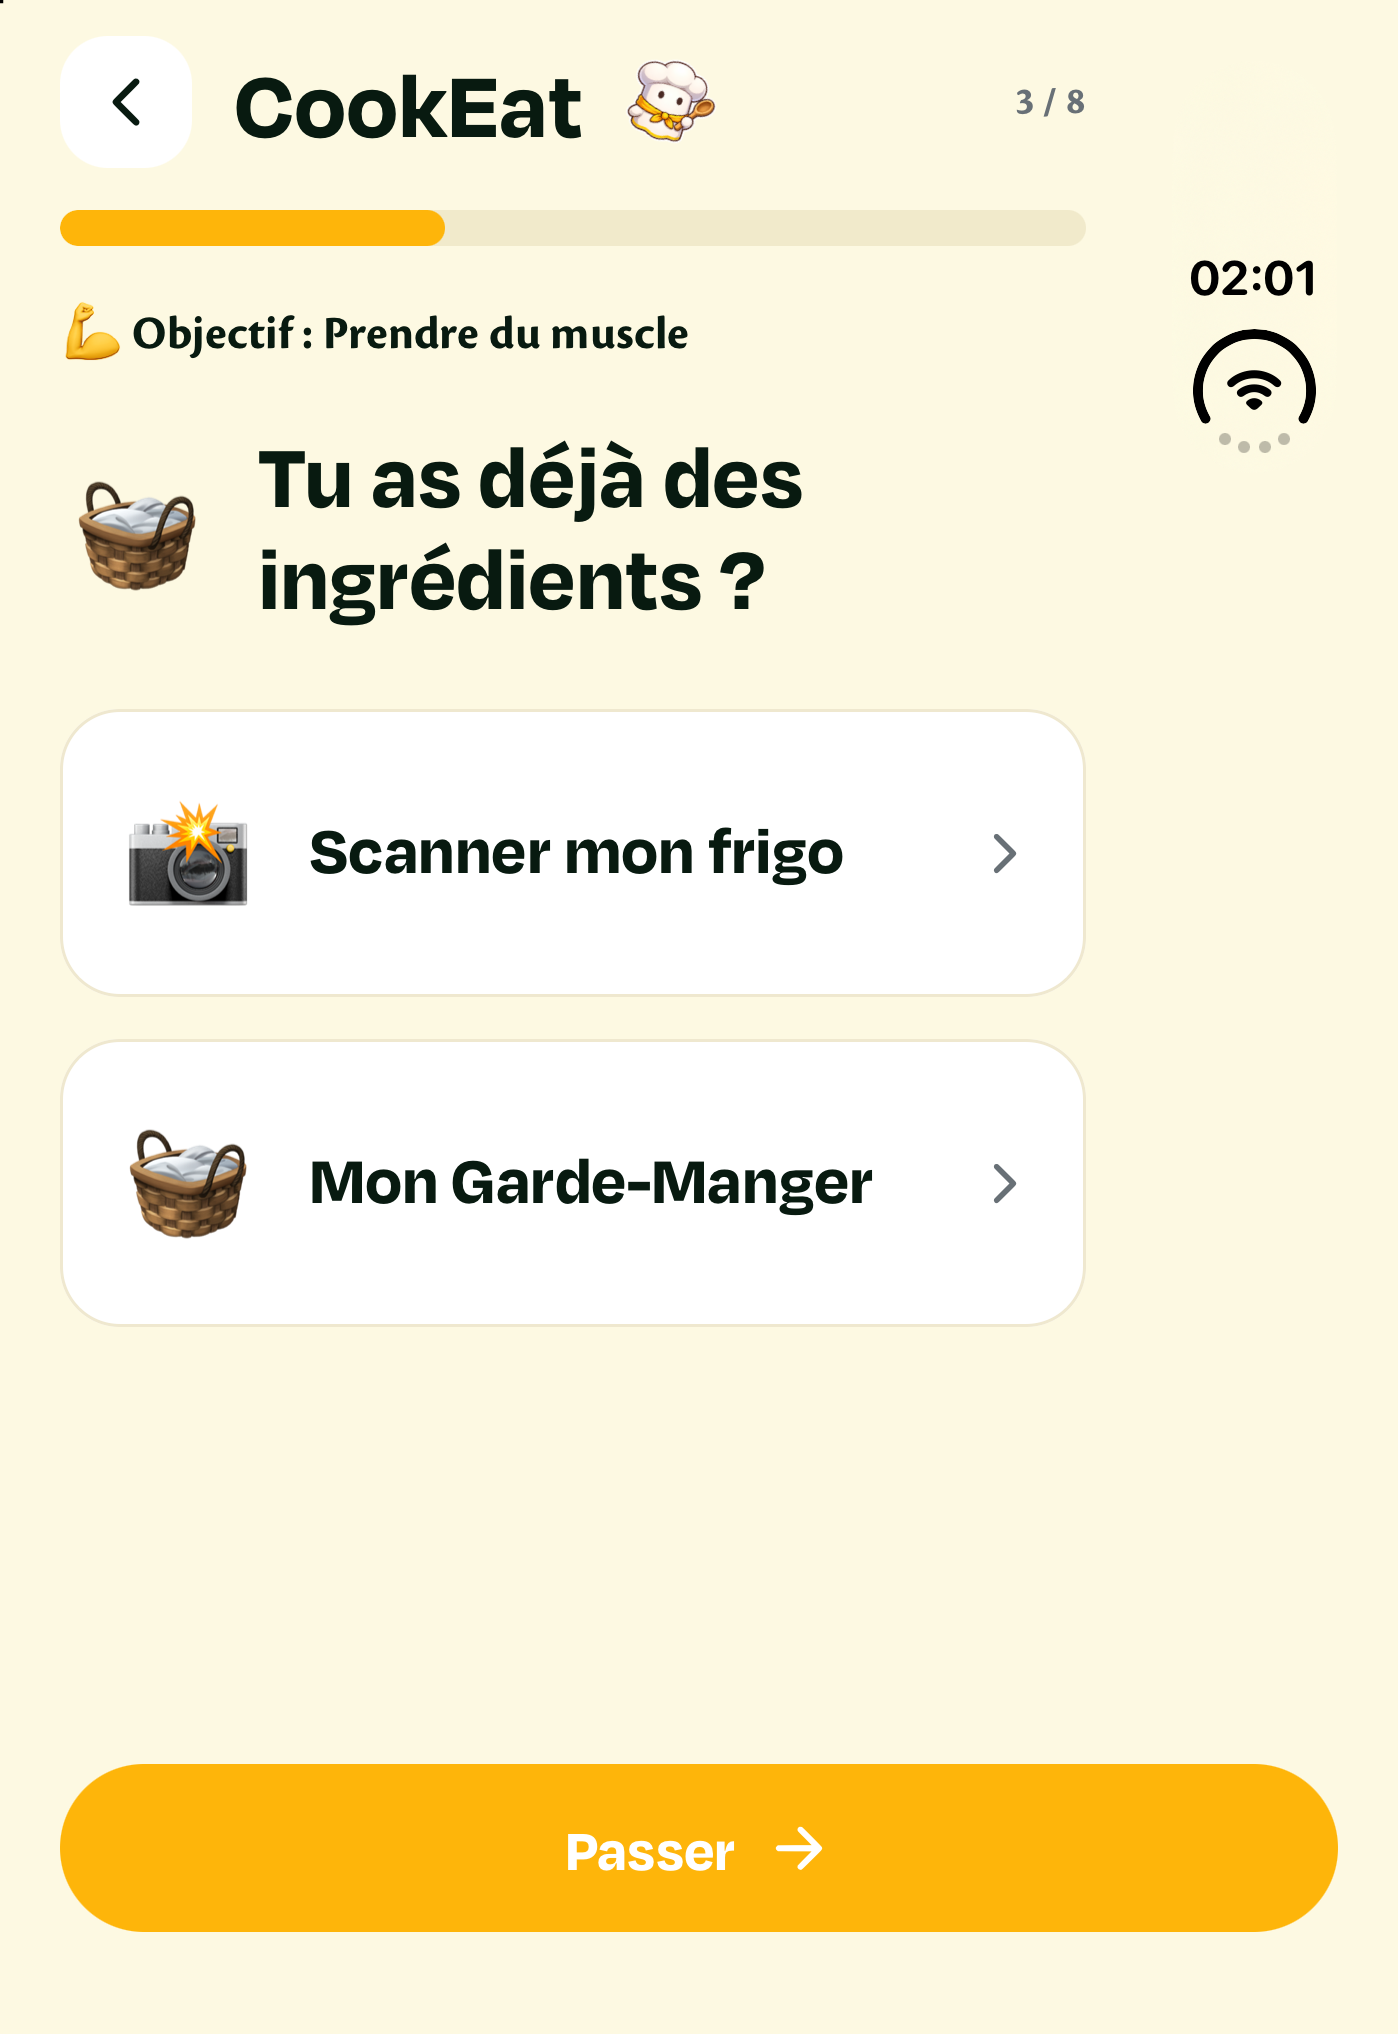 CookEat
3 / 8
02:01
Objectif : Prendre du muscle
Tu as déjà des
ingrédients ?
Scanner mon frigo
Mon Garde-Manger
Passer